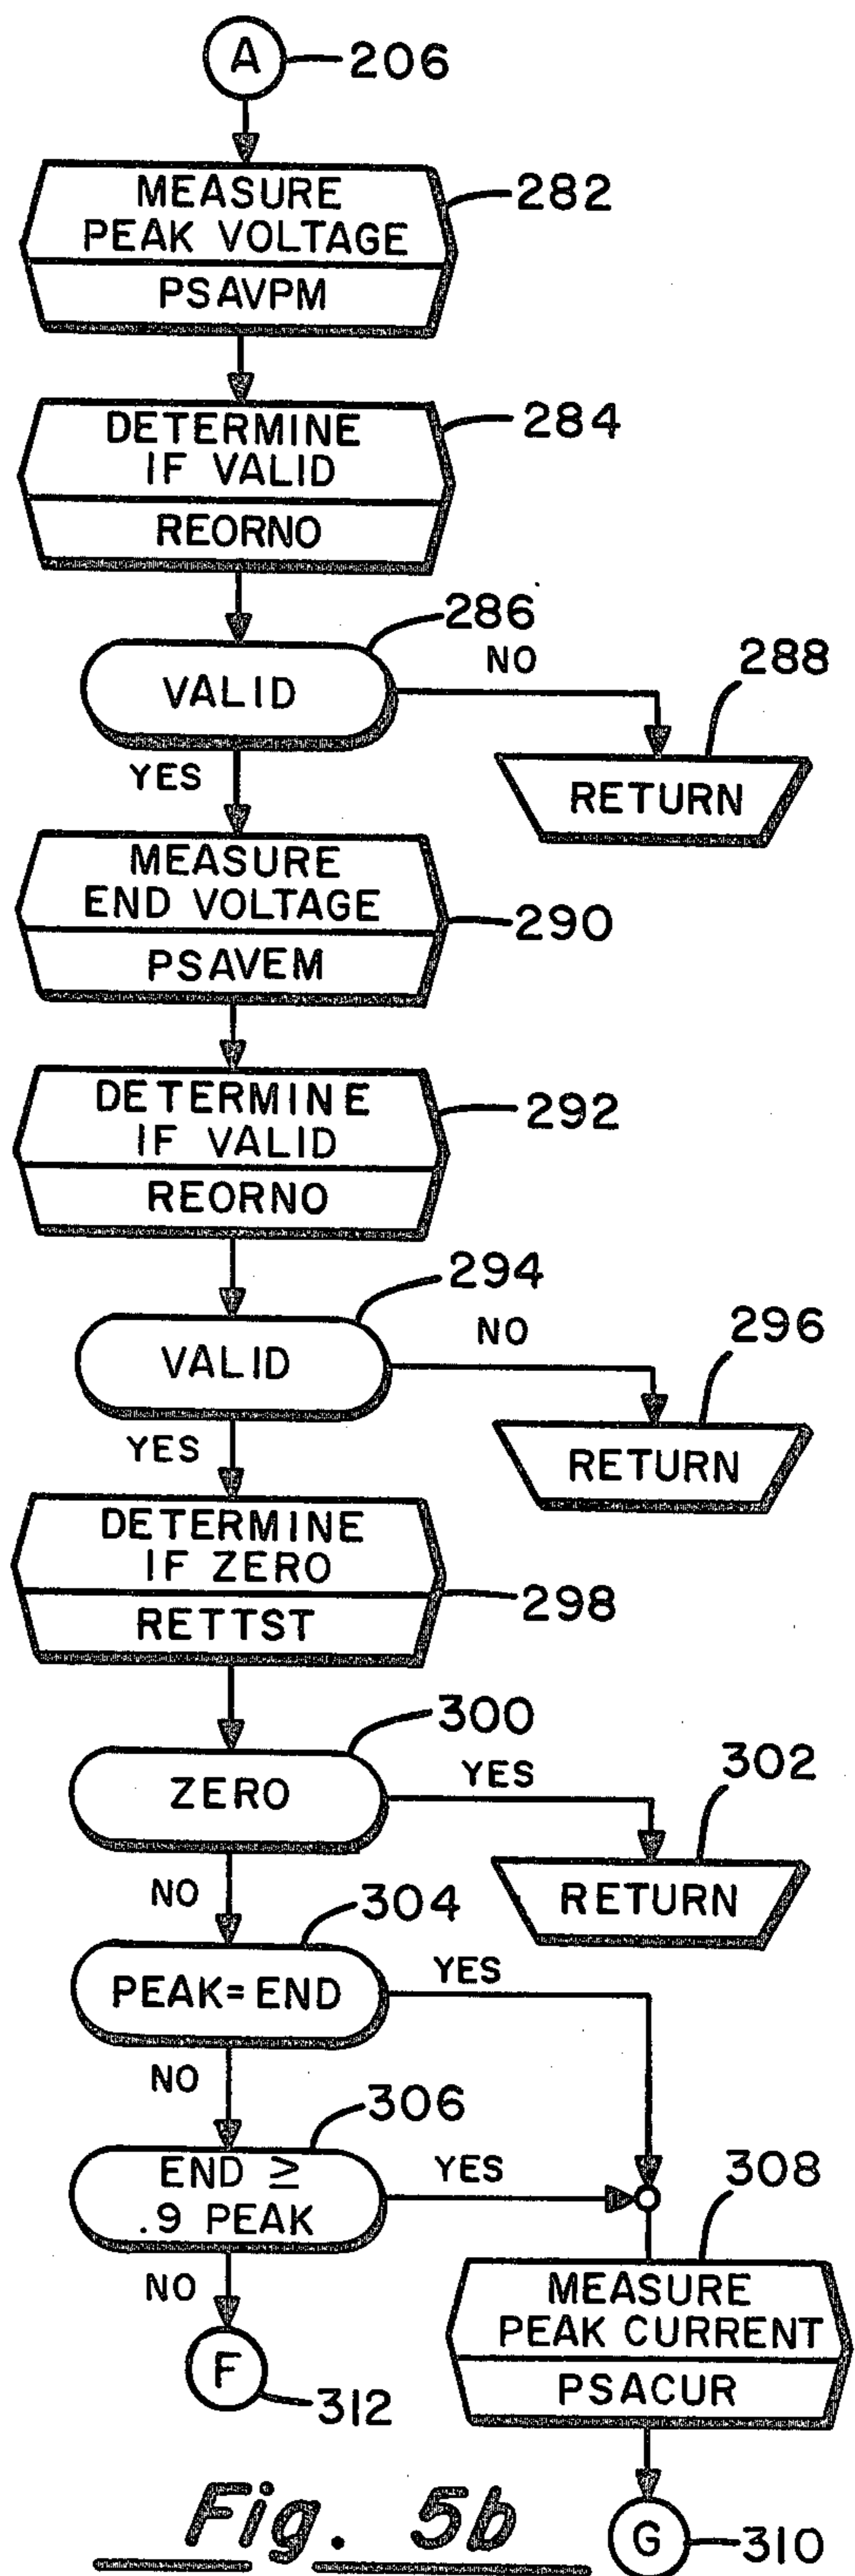 A 206
MEASURE 282
PEAK VOLTAGE
PSAVPM
DETERMINE 284
IF VALID
REORNO
286
VALID NO 288
YES RETURN
MEASURE
END VOLTAGE 290
PSAVEM
DETERMINE 292
IF VALID
REORNO
294
VALID NO 296
YES RETURN
DETERMINE
IF ZERO 298
RETTST
300
ZERO YES 302
NO RETURN
304
PEAK=END YES
NO
306
END ≥ YES 308
.9 PEAK
NO MEASURE
PEAK CURRENT
F PSACUR
312
Fig. 5b G 310